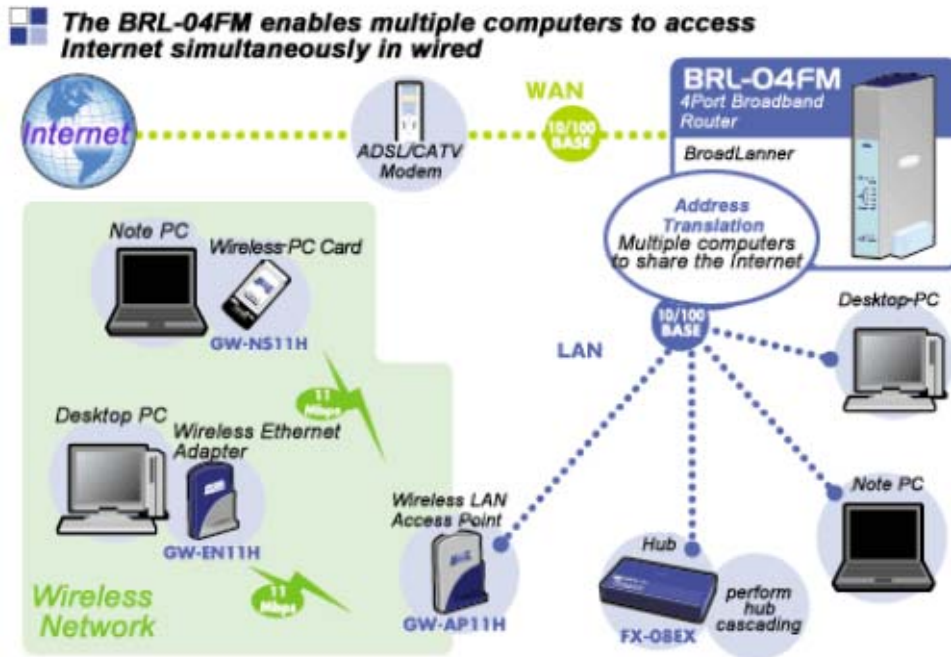 The BRL-04FM enables multiple computers to access
Internet simultaneously in wired
Internet
ADSL/CATV
Modem
WAN
10/100
BASE
BRL-04FM
4Port Broadband
Router
BroadLanner
Address
Translation
Multiple computers
to share the Internet
10/100
BASE
LAN
Desktop-PC
Note PC
Hub
FX-08EX
perform
hub
cascading
Note PC
Wireless PC Card
GW-NS11H
11
Mbps
Desktop PC
Wireless Ethernet
Adapter
GW-EN11H
11
Mbps
Wireless LAN
Access Point
GW-AP11H
Wireless
Network